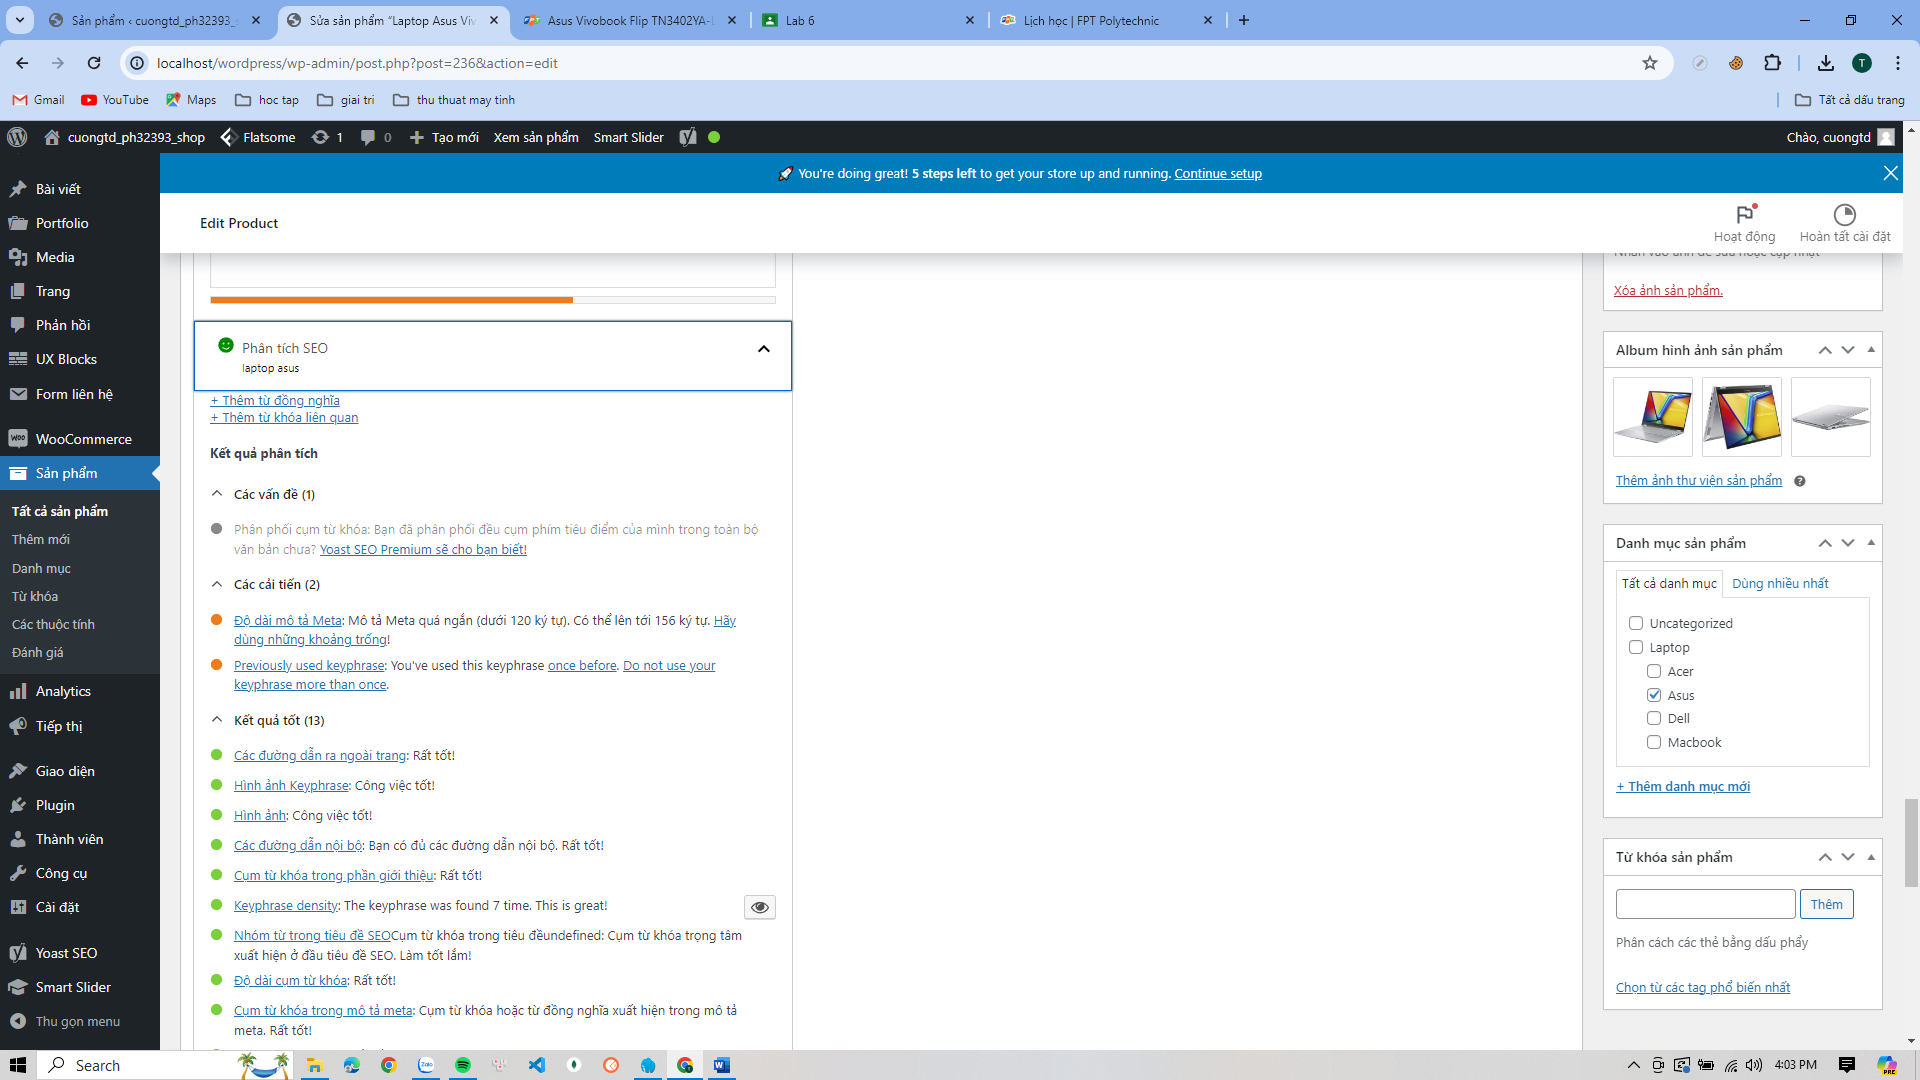 Sản phẩm ‹ cuongtd_ph32393_s
Sửa sản phẩm “Laptop Asus Viv
Asus Vivobook Flip TN3402YA-L
Lab 6
Lịch học | FPT Polytechnic
localhost/wordpress/wp-admin/post.php?post=236&action=edit
Gmail
YouTube
Maps
hoc tap
giai tri
thu thuat may tinh
Tất cả dấu trang
cuongtd_ph32393_shop
Flatsome
1
0
Tạo mới
Xem sản phẩm
Smart Slider
Chào, cuongtd
You're doing great! 5 steps left to get your store up and running. Continue setup
Edit Product
Hoạt động
Hoàn tất cài đặt
Bài viết
Portfolio
Media
Trang
Phản hồi
UX Blocks
Form liên hệ
WooCommerce
Sản phẩm
Tất cả sản phẩm
Thêm mới
Danh mục
Từ khóa
Các thuộc tính
Đánh giá
Analytics
Tiếp thị
Giao diện
Plugin
Thành viên
Công cụ
Cài đặt
Yoast SEO
Smart Slider
Thu gọn menu
Phân tích SEO
laptop asus
+ Thêm từ đồng nghĩa
+ Thêm từ khóa liên quan
Kết quả phân tích
Các vấn đề (1)
Phân phối cụm từ khóa: Bạn đã phân phối đều cụm phím tiêu điểm của mình trong toàn bộ
văn bản chưa? Yoast SEO Premium sẽ cho bạn biết!
Các cải tiến (2)
Độ dài mô tả Meta: Mô tả Meta quá ngắn (dưới 120 ký tự). Có thể lên tới 156 ký tự. Hãy
dùng những khoảng trống!
Previously used keyphrase: You've used this keyphrase once before. Do not use your
keyphrase more than once.
Kết quả tốt (13)
Các đường dẫn ra ngoài trang: Rất tốt!
Hình ảnh Keyphrase: Công việc tốt!
Hình ảnh: Công việc tốt!
Các đường dẫn nội bộ: Bạn có đủ các đường dẫn nội bộ. Rất tốt!
Cụm từ khóa trong phần giới thiệu: Rất tốt!
Keyphrase density: The keyphrase was found 7 time. This is great!
Nhóm từ trong tiêu đề SEOCụm từ khóa trong tiêu đềundefined: Cụm từ khóa trọng tâm
xuất hiện ở đầu tiêu đề SEO. Làm tốt lắm!
Độ dài cụm từ khóa: Rất tốt!
Cụm từ khóa trong mô tả meta: Cụm từ khóa hoặc từ đồng nghĩa xuất hiện trong mô tả
meta. Rất tốt!
Nhấn vào ảnh để sửa hoặc cập nhật
Xóa ảnh sản phẩm.
Album hình ảnh sản phẩm
Thêm ảnh thư viện sản phẩm
Danh mục sản phẩm
Tất cả danh mục
Dùng nhiều nhất
Uncategorized
Laptop
Acer
Asus
Dell
Macbook
+ Thêm danh mục mới
Từ khóa sản phẩm
Thêm
Phân cách các thẻ bằng dấu phẩy
Chọn từ các tag phổ biến nhất
Search
4:03 PM